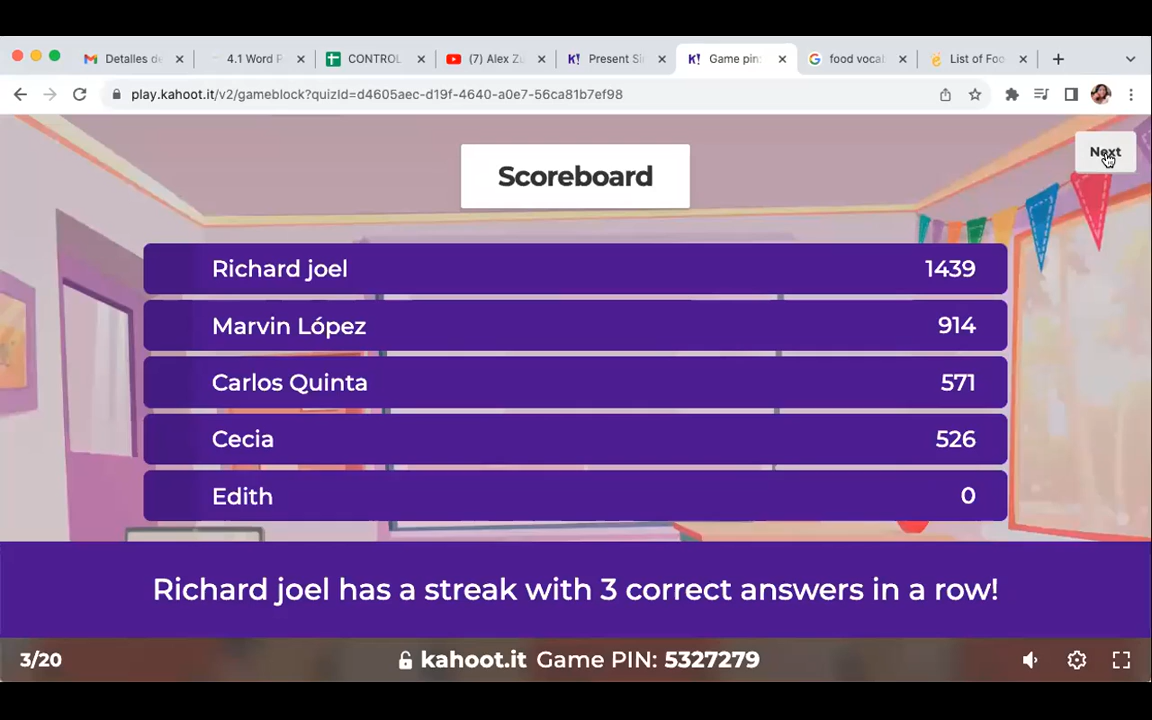 Detalles de
4.1 Word P
CONTROL
(7) Alex Zu
Present Si
Game pin:
food vocab
List of Foo
play.kahoot.it/v2/gameblock?quizId=d4605aec-d19f-4640-a0e7-56ca81b7ef98
Next
Scoreboard
Richard joel 1439
Marvin López 914
Carlos Quinta 571
Cecia 526
Edith 0
Richard joel has a streak with 3 correct answers in a row!
3/20
kahoot.it Game PIN: 5327279